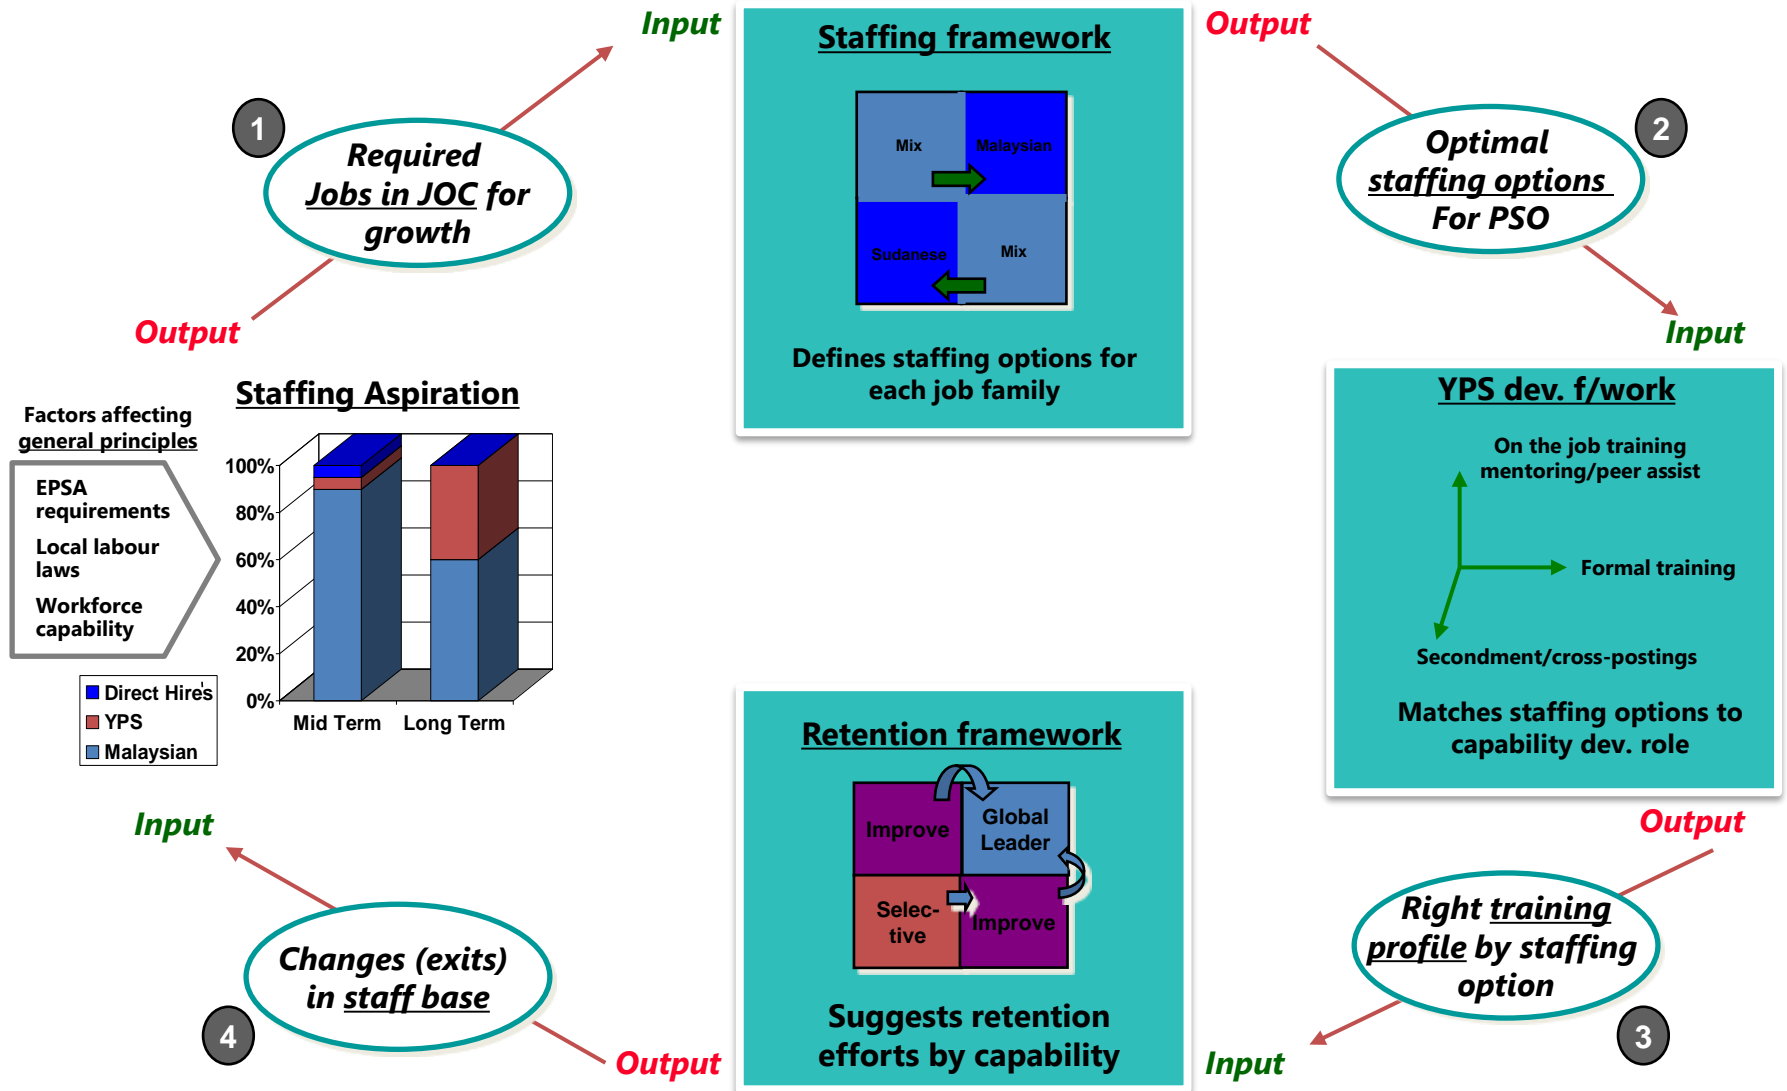 Input
Staffing framework
Mix
Malaysian
Sudanese
Mix
Defines staffing options for
each job family
Output
1
Required
Jobs in JOC for
growth
Output
2
Optimal
staffing options
For PSO
Input
Staffing Aspiration
Factors affecting
general principles
EPSA
requirements
Local labour
laws
Workforce
capability
100%
80%
60%
40%
20%
0%
Mid Term
Long Term
Direct Hire's
YPS
Malaysian
YPS dev. f/work
On the job training
mentoring/peer assist
Formal training
Secondment/cross-postings
Matches staffing options to
capability dev. role
Output
Right training
profile by staffing
option
3
Input
Retention framework
Improve
Global
Leader
Selec-
tive
Improve
Suggests retention
efforts by capability
Output
Changes (exits)
in staff base
4
Input